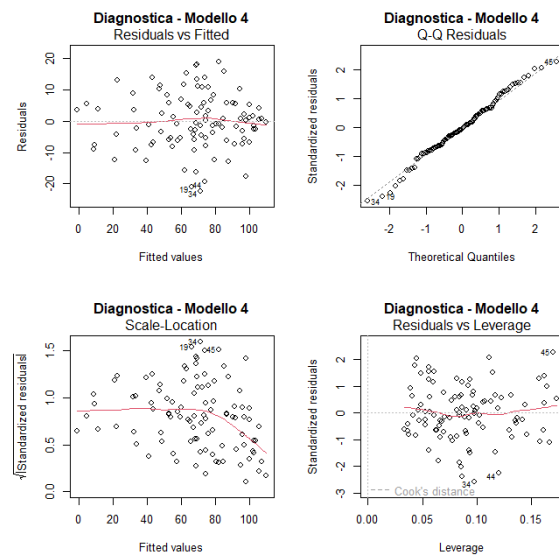 Diagnostica - Modello 4
Residuals vs Fitted
Residuals
20
10
0
-10
-20
19
44
34
0 20 40 60 80 100
Fitted values
Diagnostica - Modello 4
Q-Q Residuals
Standardized residuals
2
1
0
-1
-2
45
34
19
-2 -1 0 1 2
Theoretical Quantiles
Diagnostica - Modello 4
Scale-Location
√|Standardized residuals|
1.5
1.0
0.5
0.0
34
19
45
0 20 40 60 80 100
Fitted values
Diagnostica - Modello 4
Residuals vs Leverage
Standardized residuals
2
1
0
-1
-2
-3
45
44
34
Cook's distance
0.00 0.05 0.10 0.15
Leverage